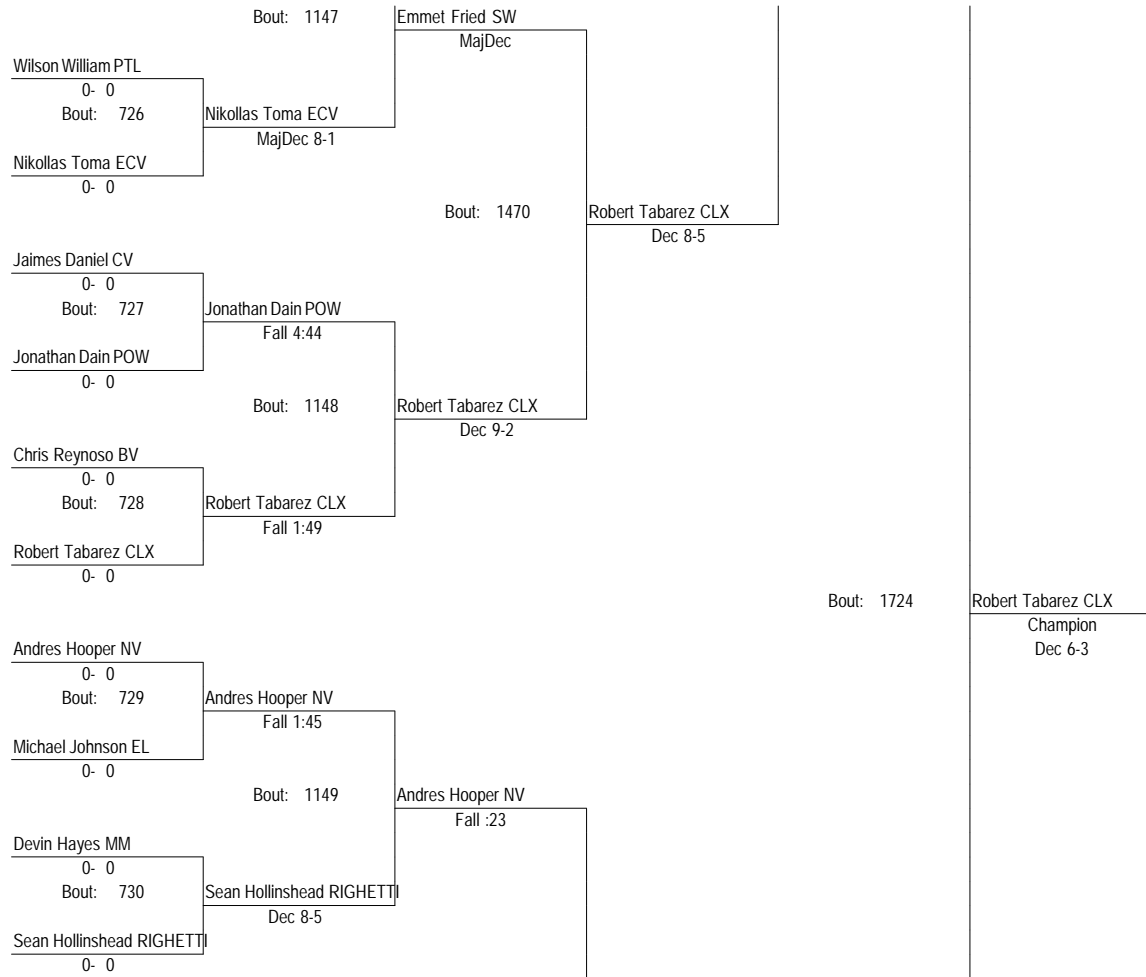 Bout: 1147 Emmet Fried SW
MajDec
Wilson William PTL
0- 0
Bout: 726 Nikollas Toma ECV
MajDec 8-1
Nikollas Toma ECV
0- 0
Bout: 1470 Robert Tabarez CLX
Dec 8-5
Jaimes Daniel CV
0- 0
Bout: 727 Jonathan Dain POW
Fall 4:44
Jonathan Dain POW
0- 0
Bout: 1148 Robert Tabarez CLX
Dec 9-2
Chris Reynoso BV
0- 0
Bout: 728 Robert Tabarez CLX
Fall 1:49
Robert Tabarez CLX
0- 0
Bout: 1724 Robert Tabarez CLX
Champion
Dec 6-3
Andres Hooper NV
0- 0
Bout: 729 Andres Hooper NV
Fall 1:45
Michael Johnson EL
0- 0
Bout: 1149 Andres Hooper NV
Fall :23
Devin Hayes MM
0- 0
Bout: 730 Sean Hollinshead RIGHETTI
Dec 8-5
Sean Hollinshead RIGHETTI
0- 0